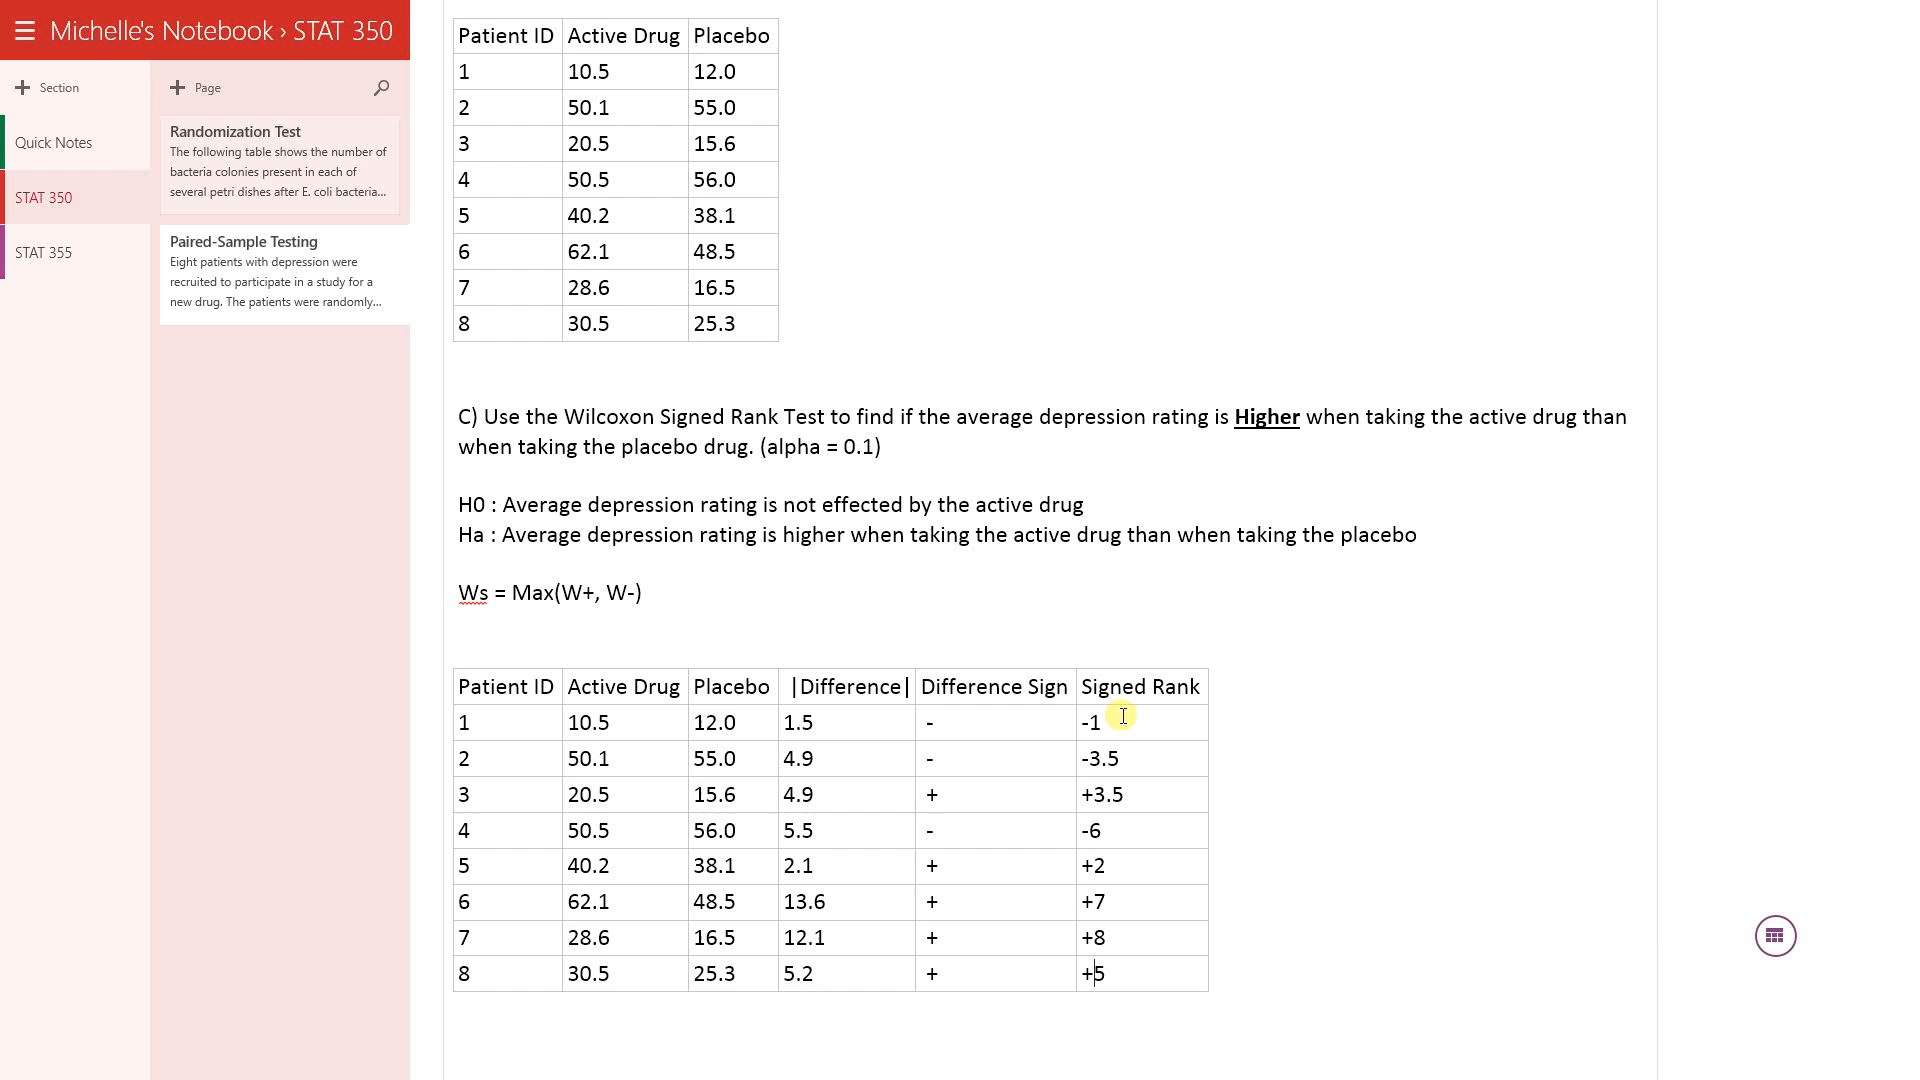 Michelle's Notebook › STAT 350
+ Section
+ Page
Quick Notes
STAT 350
STAT 355
Randomization Test
The following table shows the number of
bacteria colonies present in each of
several petri dishes after E. coli bacteria...
Paired-Sample Testing
Eight patients with depression were
recruited to participate in a study for a
new drug. The patients were randomly...
Patient ID Active Drug Placebo
1 10.5 12.0
2 50.1 55.0
3 20.5 15.6
4 50.5 56.0
5 40.2 38.1
6 62.1 48.5
7 28.6 16.5
8 30.5 25.3
C) Use the Wilcoxon Signed Rank Test to find if the average depression rating is Higher when taking the active drug than
when taking the placebo drug. (alpha = 0.1)
H0 : Average depression rating is not effected by the active drug
Ha : Average depression rating is higher when taking the active drug than when taking the placebo
Ws = Max(W+, W-)
Patient ID Active Drug Placebo |Difference| Difference Sign Signed Rank
1 10.5 12.0 1.5 - -1
2 50.1 55.0 4.9 - -3.5
3 20.5 15.6 4.9 + +3.5
4 50.5 56.0 5.5 - -6
5 40.2 38.1 2.1 + +2
6 62.1 48.5 13.6 + +7
7 28.6 16.5 12.1 + +8
8 30.5 25.3 5.2 + +5